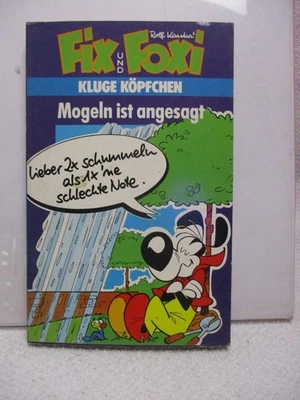 Rolf Kauka's
Fix UND Foxi
KLUGE KÖPFCHEN
Mogeln ist angesagt
Lieber 2x schummeln
als 1x 'ne
schlechte Note.